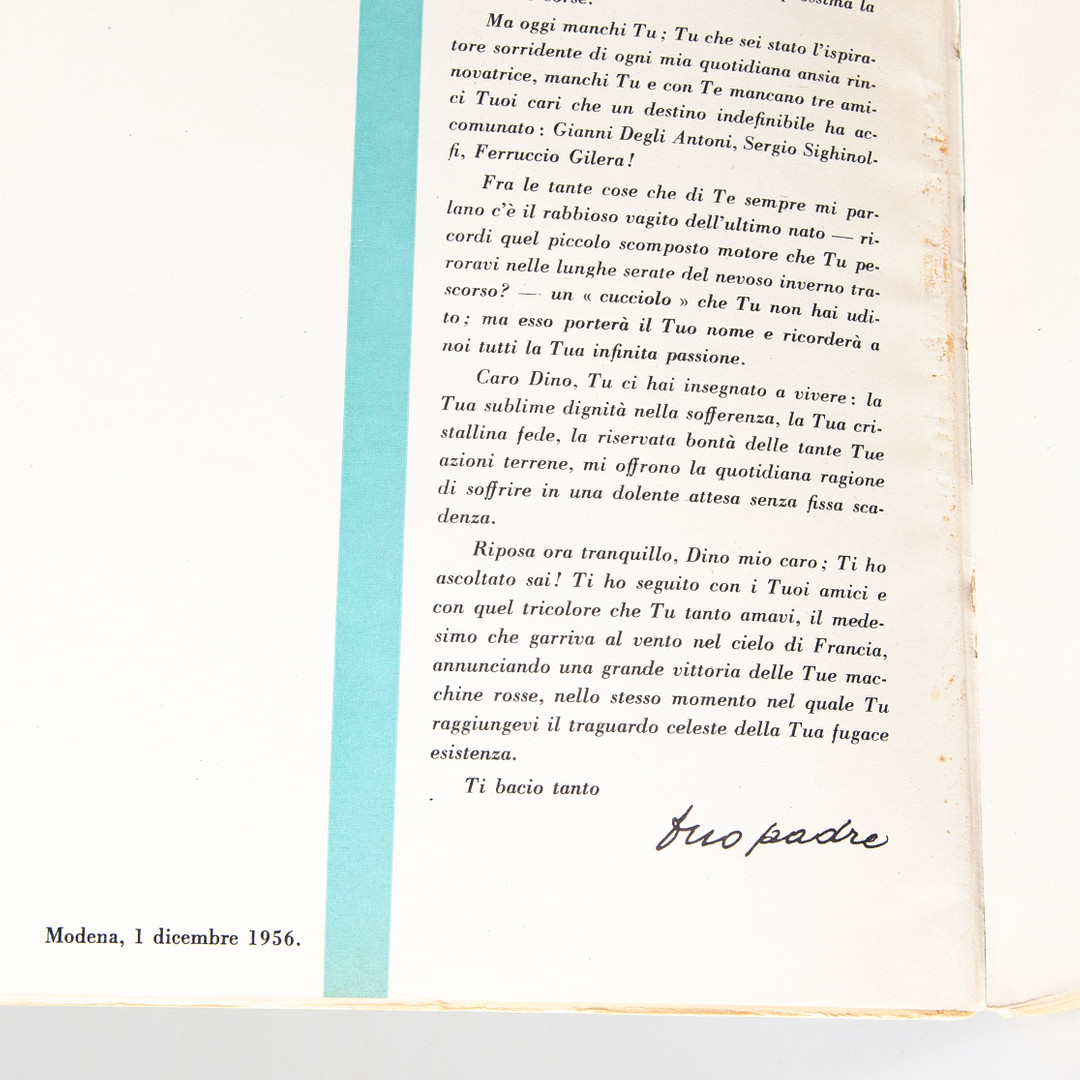 la
Ma oggi manchi Tu; Tu che sei stato l'ispira-
tore sorridente di ogni mia quotidiana ansia rin-
novatrice, manchi Tu e con Te mancano tre ami-
ci Tuoi cari che un destino indefinibile ha ac-
comunato: Gianni Degli Antoni, Sergio Sighinol-
fi, Ferruccio Gilera!
Fra le tante cose che di Te sempre mi par-
lano c'è il rabbioso vagito dell'ultimo nato — ri-
cordi quel piccolo scomposto motore che Tu pe-
roravi nelle lunghe serate del nevoso inverno tra-
scorso? — un « cucciolo » che Tu non hai udi-
to; ma esso porterà il Tuo nome e ricorderà a
noi tutti la Tua infinita passione.
Caro Dino, Tu ci hai insegnato a vivere: la
Tua sublime dignità nella sofferenza, la Tua cri-
stallina fede, la riservata bontà delle tante Tue
azioni terrene, mi offrono la quotidiana ragione
di soffrire in una dolente attesa senza fissa sca-
denza.
Riposa ora tranquillo, Dino mio caro; Ti ho
ascoltato sai! Ti ho seguito con i Tuoi amici e
con quel tricolore che Tu tanto amavi, il mede-
simo che garriva al vento nel cielo di Francia,
annunciando una grande vittoria delle Tue mac-
chine rosse, nello stesso momento nel quale Tu
raggiungevi il traguardo celeste della Tua fugace
esistenza.
Ti bacio tanto
tuo padre
Modena, 1 dicembre 1956.